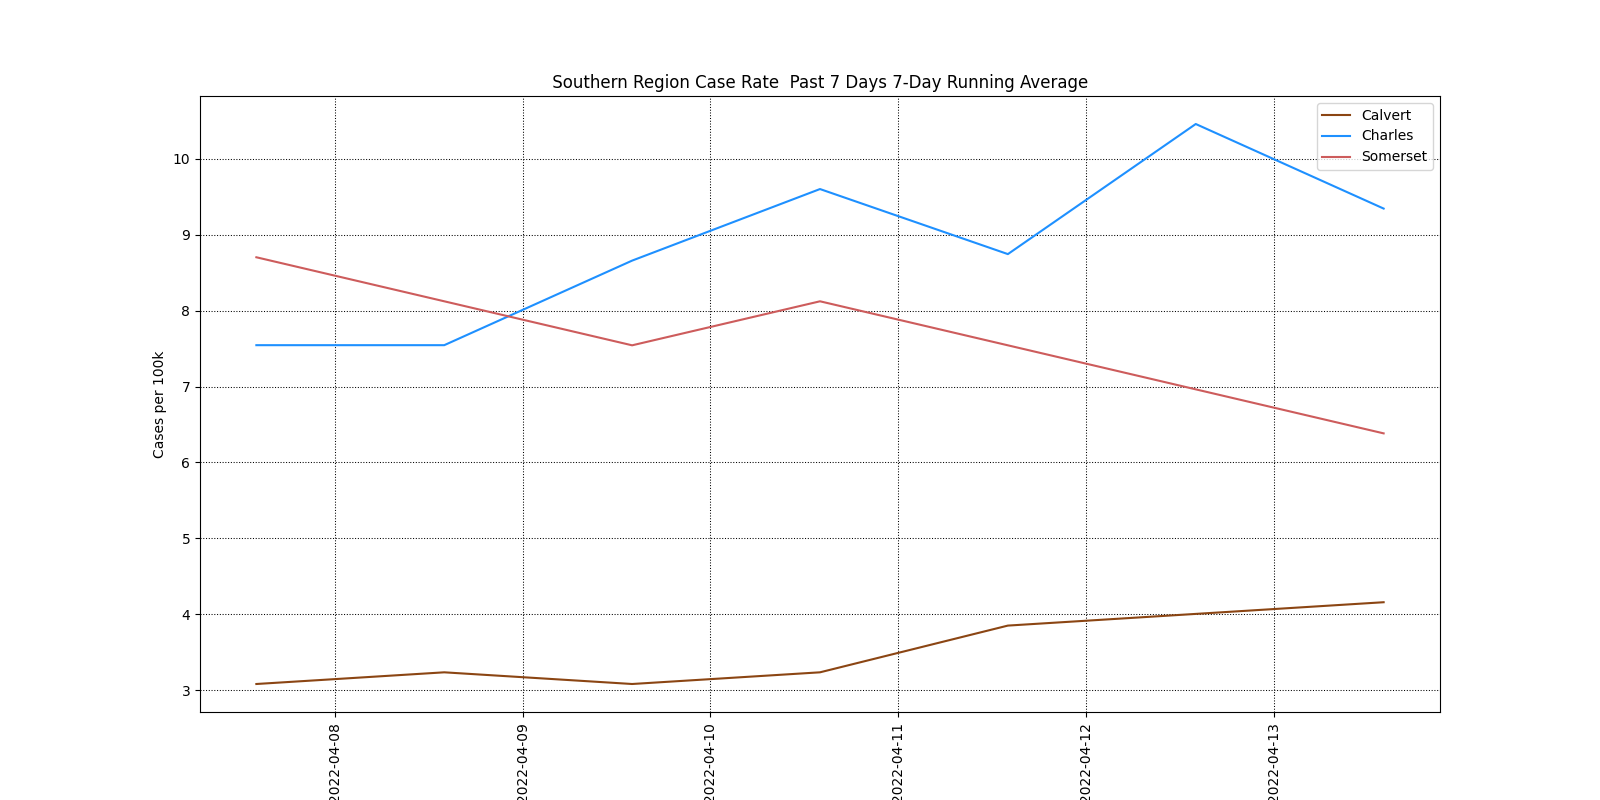 Southern Region Case Rate  Past 7 Days 7-Day Running Average
Calvert
Charles
Somerset
Cases per 100k
10
9
8
7
6
5
4
3
2022-04-08
2022-04-09
2022-04-10
2022-04-11
2022-04-12
2022-04-13